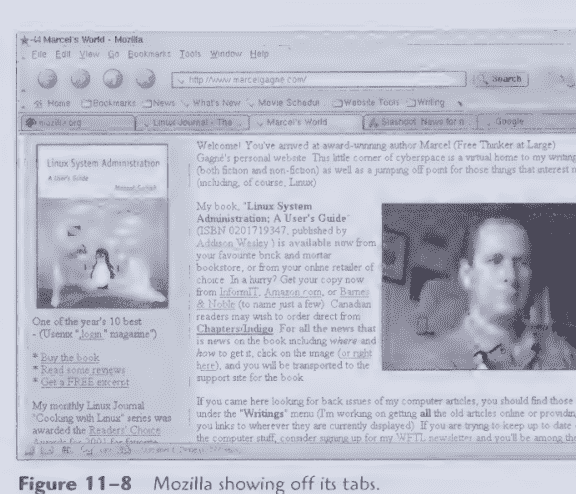 Marcel's World - Mozilla
File Edit View Go Bookmarks Tools Window Help
http://www.marcelgagne.com/
Search
Home Bookmarks News What's New Movie Schedul Website Tools Writing
mozilla.org Linux Journal - The Marcel's World Slashdot: News for n Google
Linux System Administration
A User's Guide
One of the year's 10 best
- (Usenix ";login:" magazine")
* Buy the book
* Read some reviews
* Get a FREE excerpt
My monthly Linux Journal
"Cooking with Linux" series was
awarded the Readers' Choice
Welcome! You've arrived at award-winning author Marcel (Free Thinker at Large)
Gagné's personal website. This little corner of cyberspace is a virtual home to my writing
(both fiction and non-fiction) as well as a jumping off point for those things that interest m
(including, of course, Linux)
My book, "Linux System
Administration; A User's Guide"
(ISBN 0201719347, published by
Addison Wesley ) is available now from
your favourite brick and mortar
bookstore, or from your online retailer of
choice. In a hurry? Get your copy now
from InformIT, Amazon.com, or Barnes
& Noble (to name just a few). Canadian
readers may wish to order direct from
Chapters/Indigo. For all the news that
is news on the book including where and
how to get it, click on the image (or right
here), and you will be transported to the
support site for the book
If you came here looking for back issues of my computer articles, you should find those
under the "Writings" menu (I'm working on getting all the old articles online or providin
you links to wherever they are currently displayed). If you are trying to keep up to date
the computer stuff, consider signing up for my WFTL newsletter and you'll be among the
Figure 11-8 Mozilla showing off its tabs.